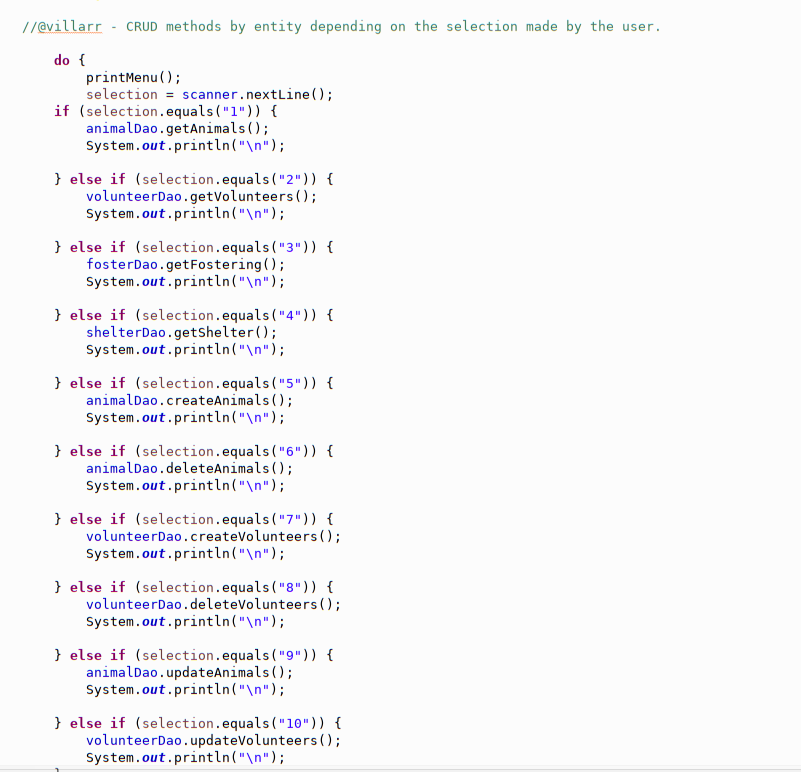 //@villarr - CRUD methods by entity depending on the selection made by the user.
do {
printMenu();
selection = scanner.nextLine();
if (selection.equals("1")) {
animalDao.getAnimals();
System.out.println("\n");
} else if (selection.equals("2")) {
volunteerDao.getVolunteers();
System.out.println("\n");
} else if (selection.equals("3")) {
fosterDao.getFostering();
System.out.println("\n");
} else if (selection.equals("4")) {
shelterDao.getShelter();
System.out.println("\n");
} else if (selection.equals("5")) {
animalDao.createAnimals();
System.out.println("\n");
} else if (selection.equals("6")) {
animalDao.deleteAnimals();
System.out.println("\n");
} else if (selection.equals("7")) {
volunteerDao.createVolunteers();
System.out.println("\n");
} else if (selection.equals("8")) {
volunteerDao.deleteVolunteers();
System.out.println("\n");
} else if (selection.equals("9")) {
animalDao.updateAnimals();
System.out.println("\n");
} else if (selection.equals("10")) {
volunteerDao.updateVolunteers();
System.out.println("\n");